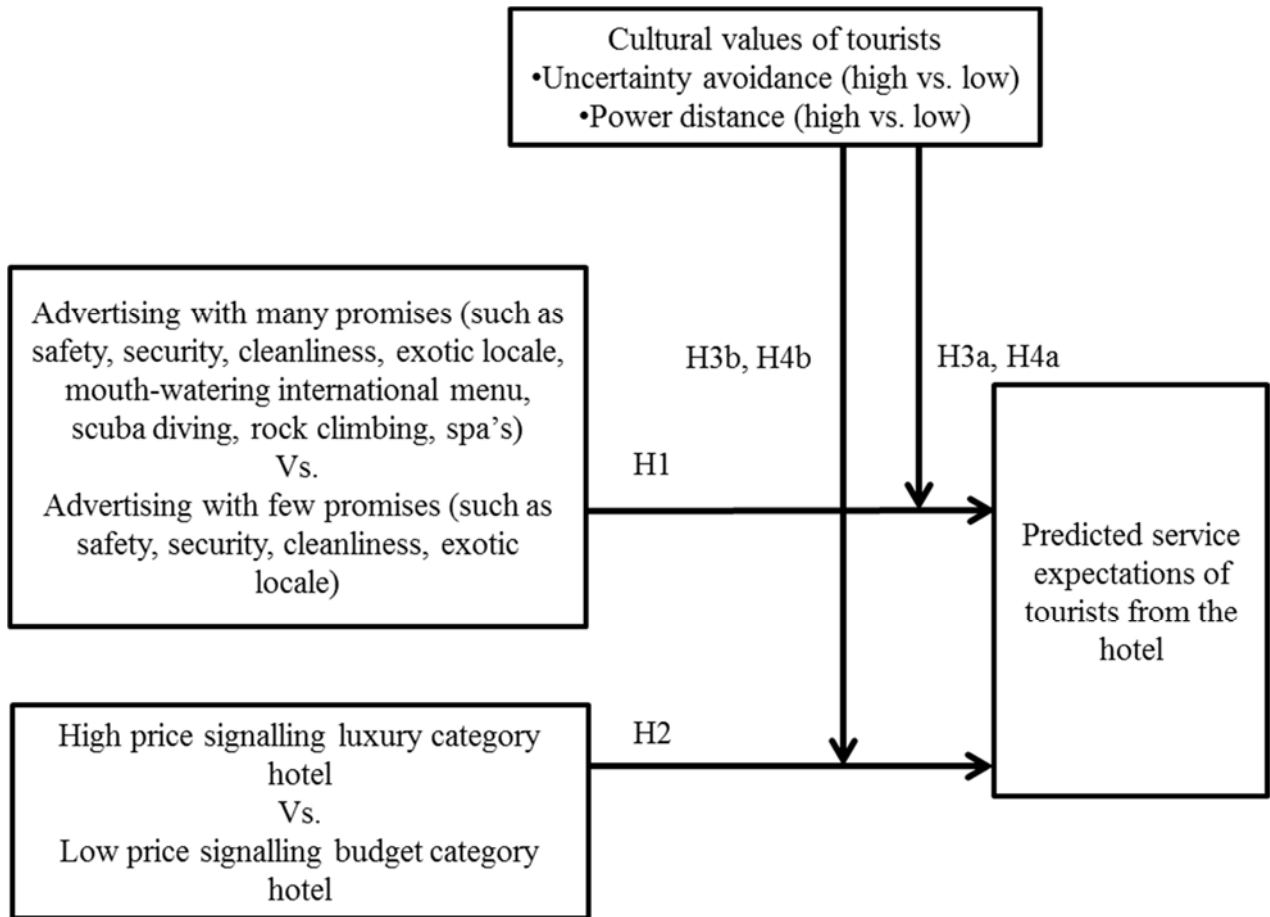 Cultural values of tourists
•Uncertainty avoidance (high vs. low)
•Power distance (high vs. low)
Advertising with many promises (such as
safety, security, cleanliness, exotic locale,
mouth-watering international menu,
scuba diving, rock climbing, spa’s)
Vs.
Advertising with few promises (such as
safety, security, cleanliness, exotic
locale)
H3b, H4b
H3a, H4a
H1
Predicted service
expectations of
tourists from the
hotel
High price signalling luxury category
hotel
Vs.
Low price signalling budget category
hotel
H2